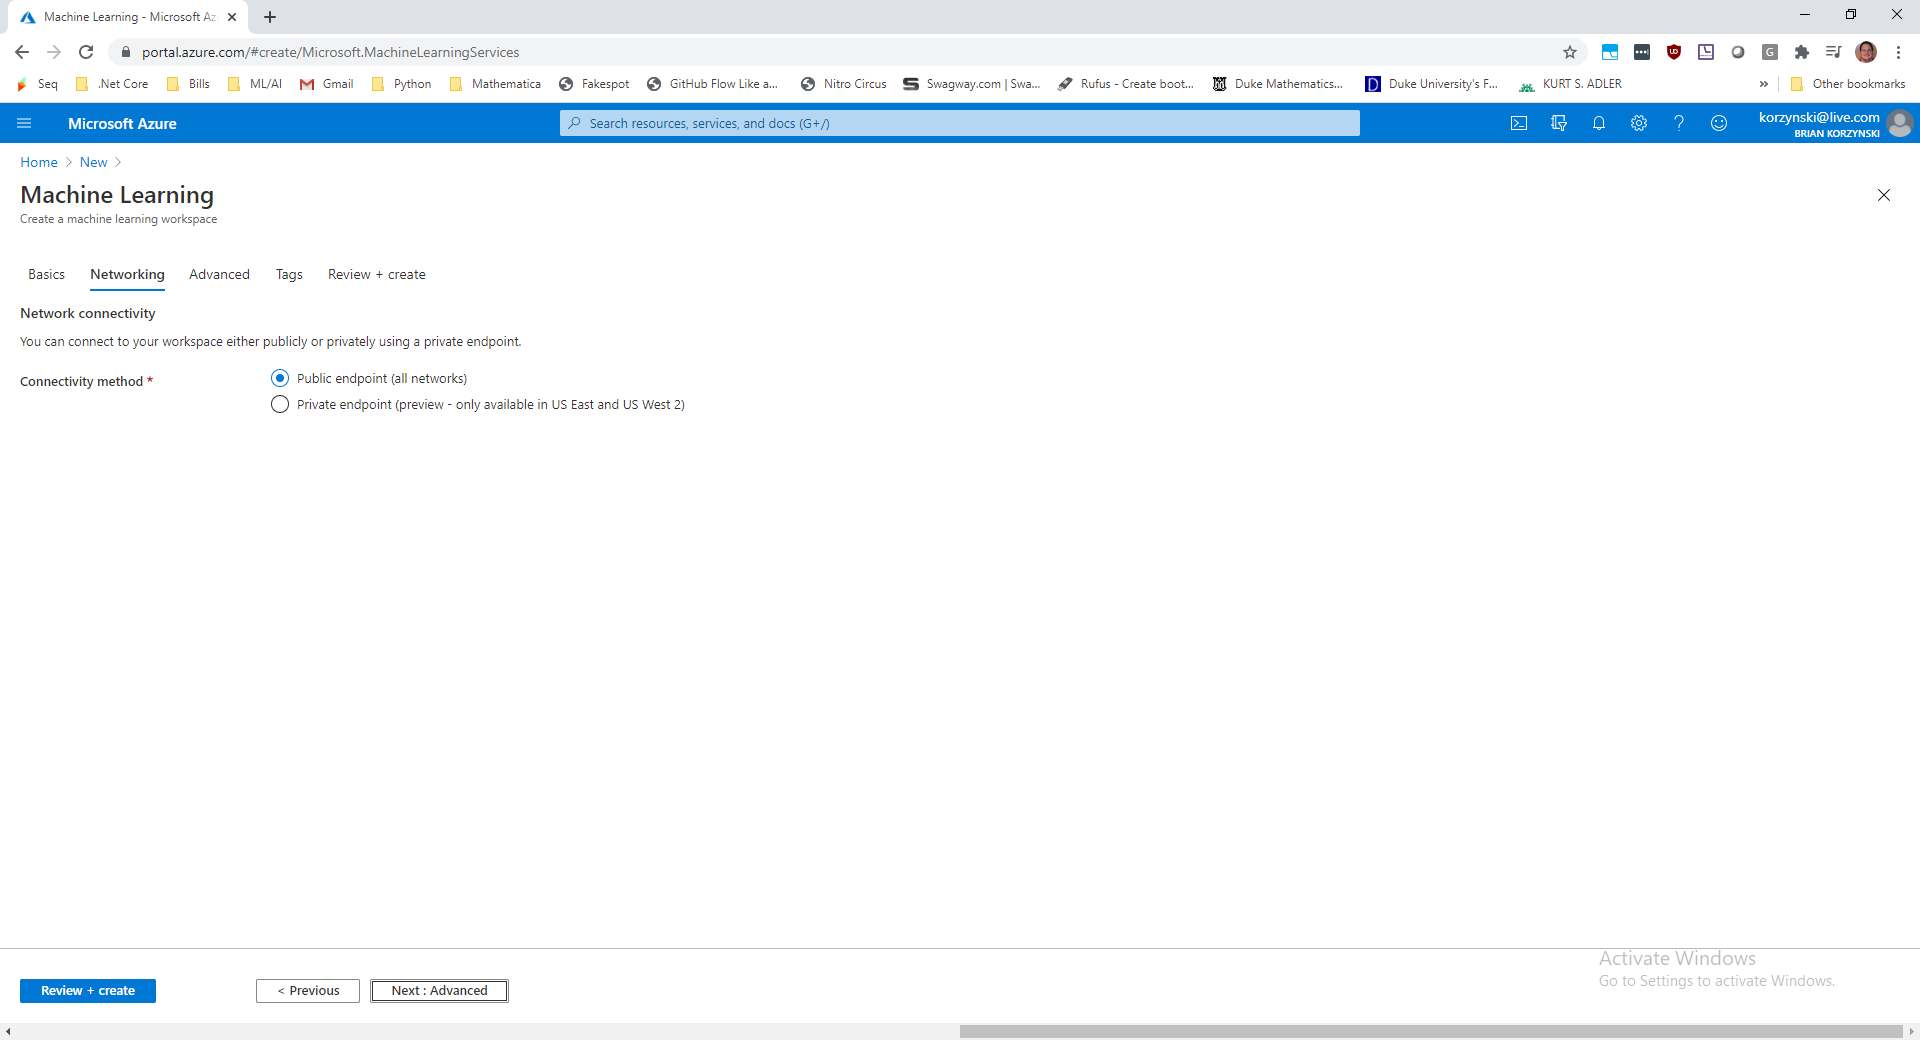 Machine Learning - Microsoft Az
portal.azure.com/#create/Microsoft.MachineLearningServices
Seq .Net Core Bills ML/AI Gmail Python Mathematica Fakespot GitHub Flow Like a... Nitro Circus Swagway.com | Swa... Rufus - Create boot... Duke Mathematics... Duke University's F... KURT S. ADLER » Other bookmarks
Microsoft Azure
Search resources, services, and docs (G+/)
korzynski@live.com
BRIAN KORZYNSKI
Home > New >
Machine Learning
Create a machine learning workspace
Basics Networking Advanced Tags Review + create
Network connectivity
You can connect to your workspace either publicly or privately using a private endpoint.
Connectivity method *
Public endpoint (all networks)
Private endpoint (preview - only available in US East and US West 2)
Activate Windows
Go to Settings to activate Windows.
Review + create
< Previous
Next : Advanced